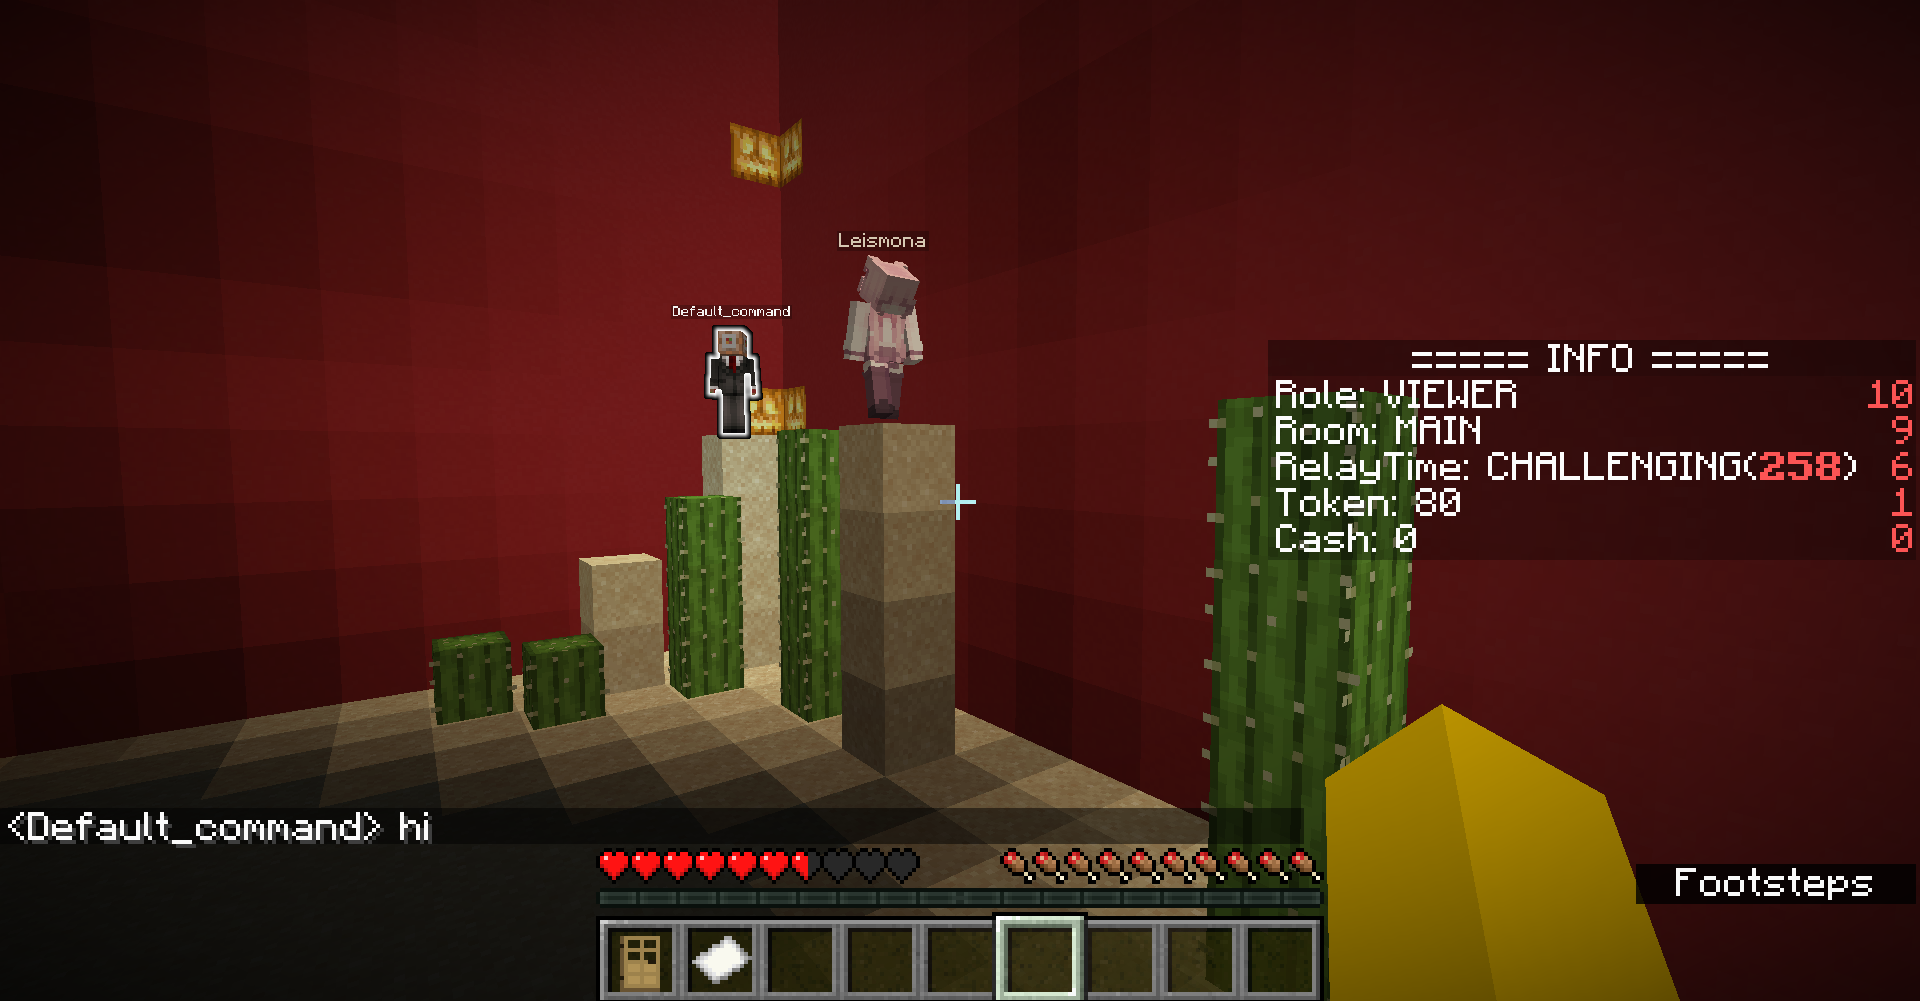 Leismona
Default_command
===== INFO =====
Role: VIEWER 10
Room: MAIN 9
RelayTime: CHALLENGING(258) 6
Token: 80 1
Cash: 0 0
<Default_command> hi
Footsteps